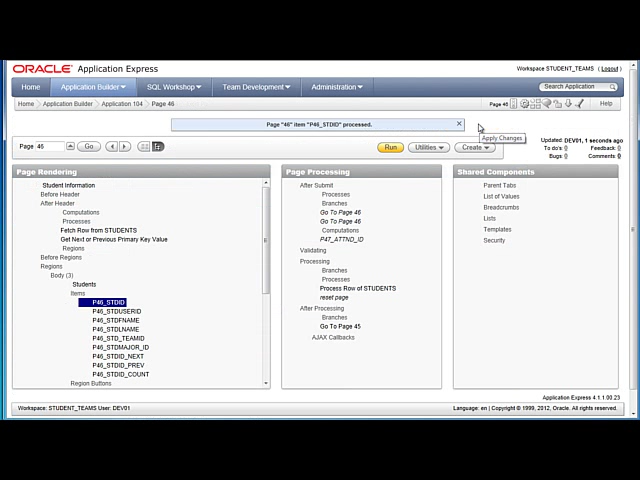 ORACLE Application Express
Workspace STUDENT_TEAMS (Logout)
Home Application Builder SQL Workshop Team Development Administration Search Application
Home Application Builder Application 104 Page 46
Page 46 Help
Page "46" item "P46_STDID" processed.
Apply Changes
Page 46 Go Run Utilities Create
Updated: DEV01, 1 seconds ago
To do's: 0 Feedback: 0
Bugs: 0 Comments: 0
Page Rendering
Student Information
Before Header
After Header
Computations
Processes
Fetch Row from STUDENTS
Get Next or Previous Primary Key Value
Regions
Before Regions
Regions
Body (3)
Students
Items
P46_STDID
P46_STDUSERID
P46_STDFNAME
P46_STDLNAME
P46_STD_TEAMID
P46_STDMAJOR_ID
P46_STDID_NEXT
P46_STDID_PREV
P46_STDID_COUNT
Region Buttons
Page Processing
After Submit
Processes
Branches
Go To Page 46
Go To Page 46
Computations
P47_ATTND_ID
Validating
Processing
Branches
Processes
Process Row of STUDENTS
reset page
After Processing
Branches
Go To Page 45
AJAX Callbacks
Shared Components
Parent Tabs
List of Values
Breadcrumbs
Lists
Templates
Security
Application Express 4.1.1.00.23
Workspace: STUDENT_TEAMS User: DEV01
Language: en | Copyright © 1999, 2012, Oracle. All rights reserved.